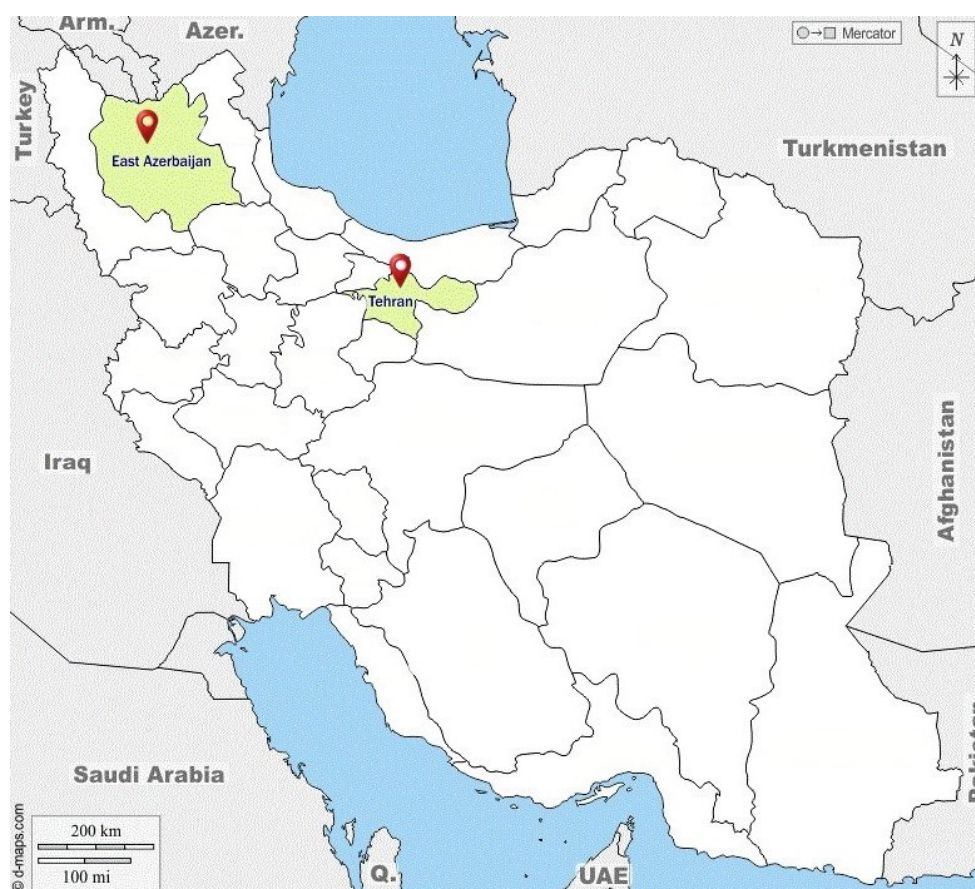 Arm.
Azer.
Mercator
N
Turkey
East Azerbaijan
Turkmenistan
Tehran
Iraq
Afghanistan
Pakistan
Saudi Arabia
200 km
100 mi
Q.
UAE
© d-maps.com